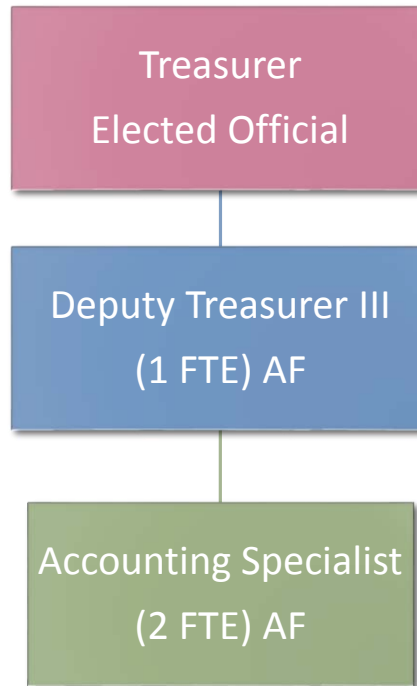 Treasurer
Elected Official
Deputy Treasurer III
(1 FTE) AF
Accounting Specialist
(2 FTE) AF